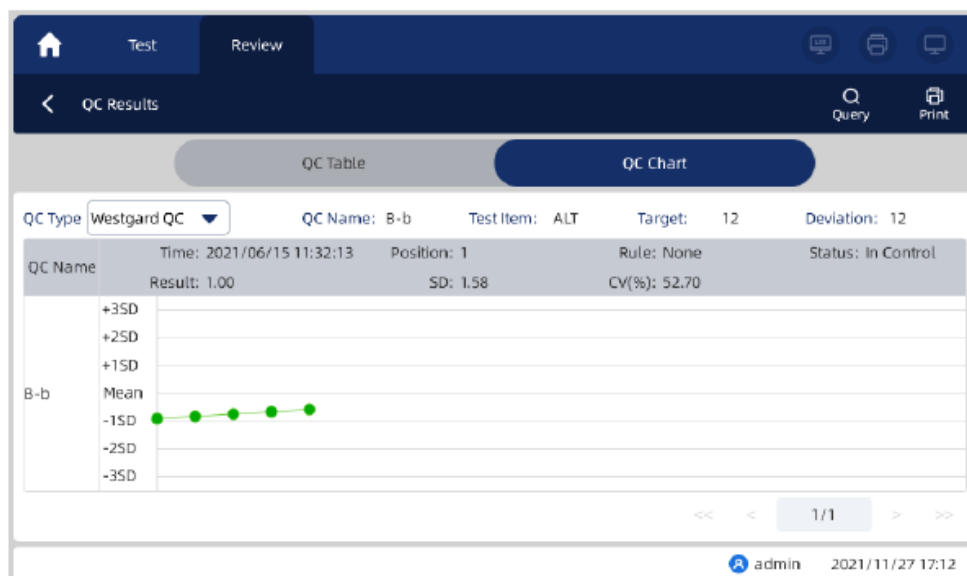 Test Review
QC Results
Query Print
QC Table QC Chart
QC Type Westgard QC QC Name: B-b Test Item: ALT Target: 12 Deviation: 12
QC Name
Time: 2021/06/15 11:32:13 Position: 1 Rule: None Status: In Control
Result: 1.00 SD: 1.58 CV(%): 52.70
B-b
+3SD
+2SD
+1SD
Mean
-1SD
-2SD
-3SD
<< < 1/1 > >>
admin 2021/11/27 17:12